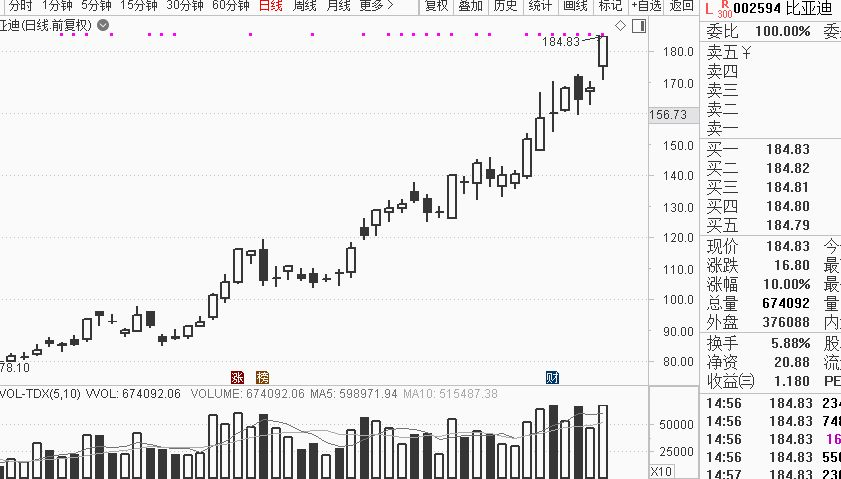 分时 1分钟 5分钟 15分钟 30分钟 60分钟 日线 周线 月线 更多 > 复权 叠加 历史 统计 画线 标记 +自选 返回
L R 300 002594 比亚迪
亚迪(日线.前复权)
184.83
78.10
180.0
170.0
156.73
150.0
140.0
130.0
120.0
110.0
100.0
90.00
80.00
涨 榜 财
VOL-TDX(5,10) VVOL: 674092.06 VOLUME: 674092.06 MA5: 598971.94 MA10: 515487.38
50000
25000
X10
委比 100.00% 委
卖五 ¥
卖四
卖三
卖二
卖一
买一 184.83
买二 184.82
买三 184.81
买四 184.80
买五 184.79
现价 184.83 今
涨跌 16.80 最
涨幅 10.00% 最
总量 674092 量
外盘 376088 内
换手 5.88% 股
净资 20.88 流
收益㈢ 1.180 PE
14:56 184.83 234
14:56 184.83 748
14:56 184.83 16
14:56 184.83 550
14:57 184.83 230